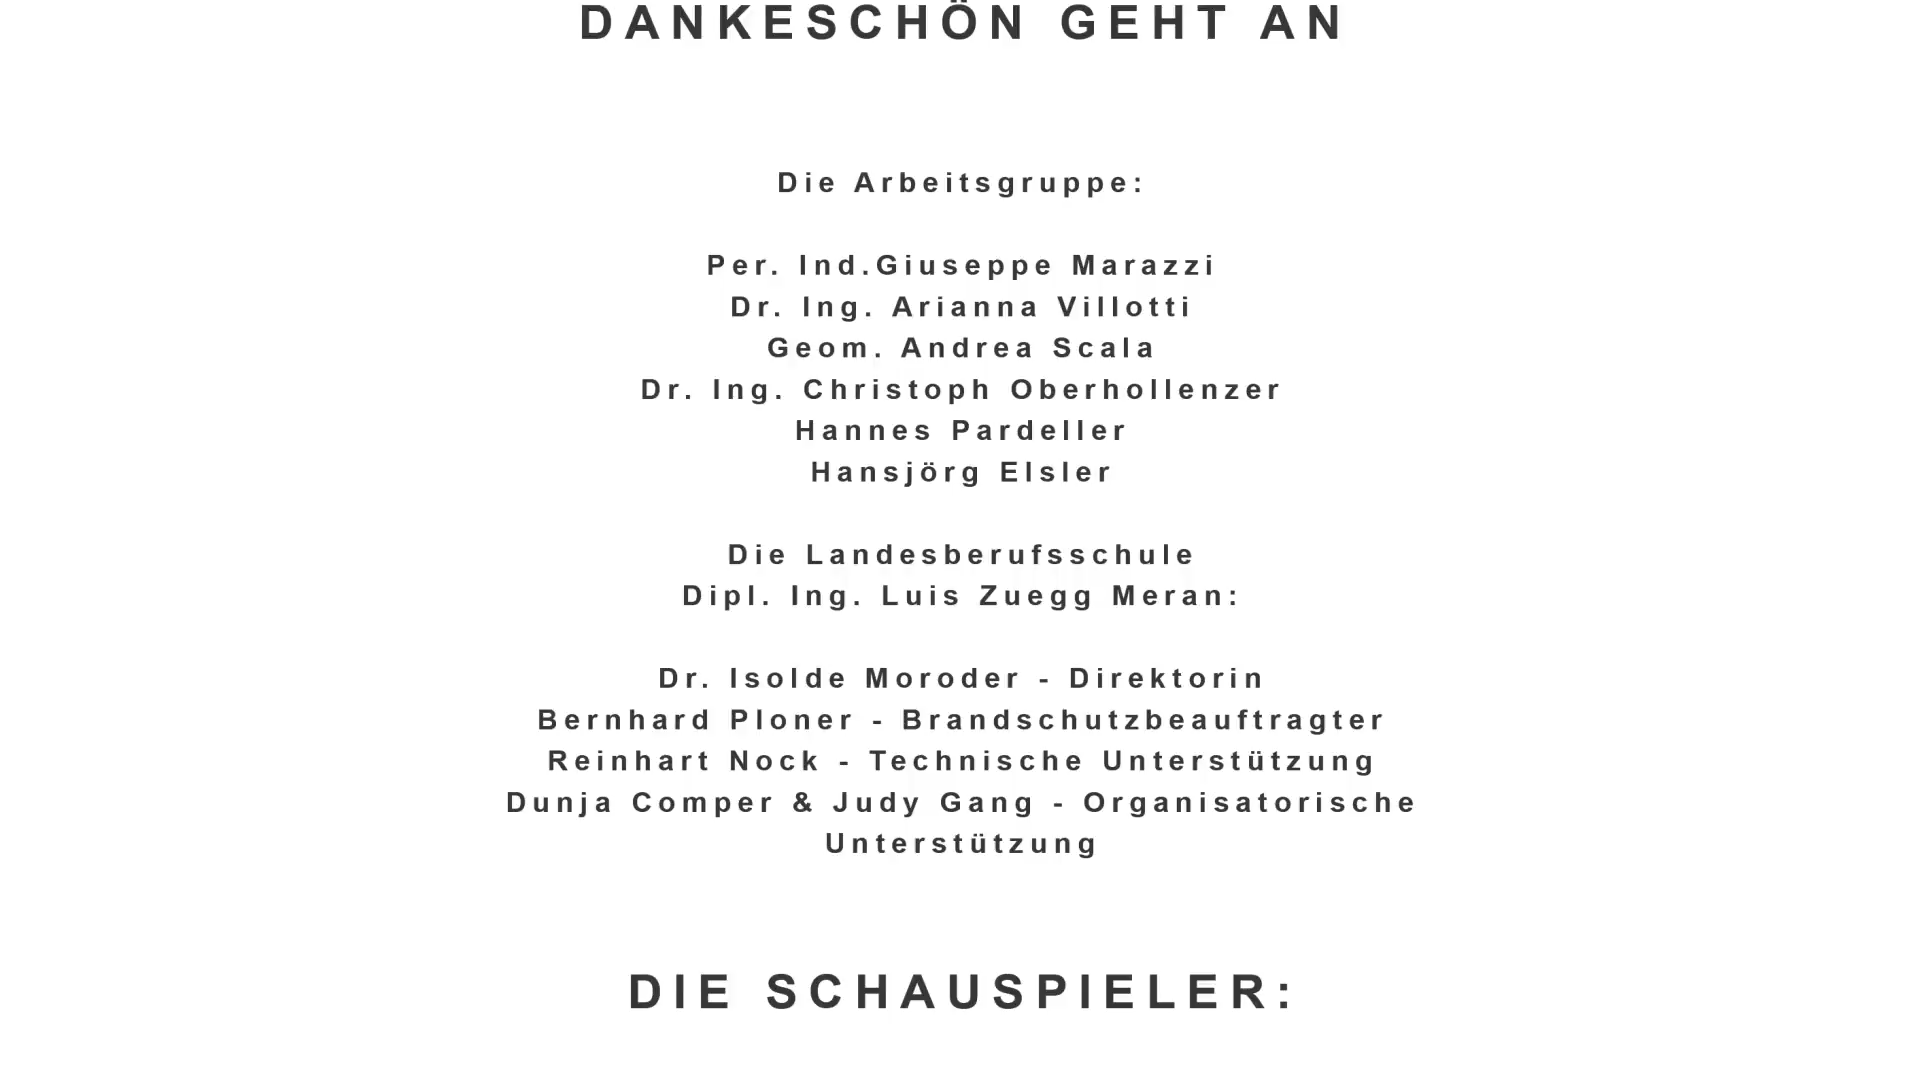 DANKESCHÖN GEHT AN
Die Arbeitsgruppe:
Per. Ind.Giuseppe Marazzi
Dr. Ing. Arianna Villotti
Geom. Andrea Scala
Dr. Ing. Christoph Oberhollenzer
Hannes Pardeller
Hansjörg Elsler
Die Landesberufsschule
Dipl. Ing. Luis Zuegg Meran:
Dr. Isolde Moroder - Direktorin
Bernhard Ploner - Brandschutzbeauftragter
Reinhart Nock - Technische Unterstützung
Dunja Comper & Judy Gang - Organisatorische
Unterstützung
DIE SCHAUSPIELER: